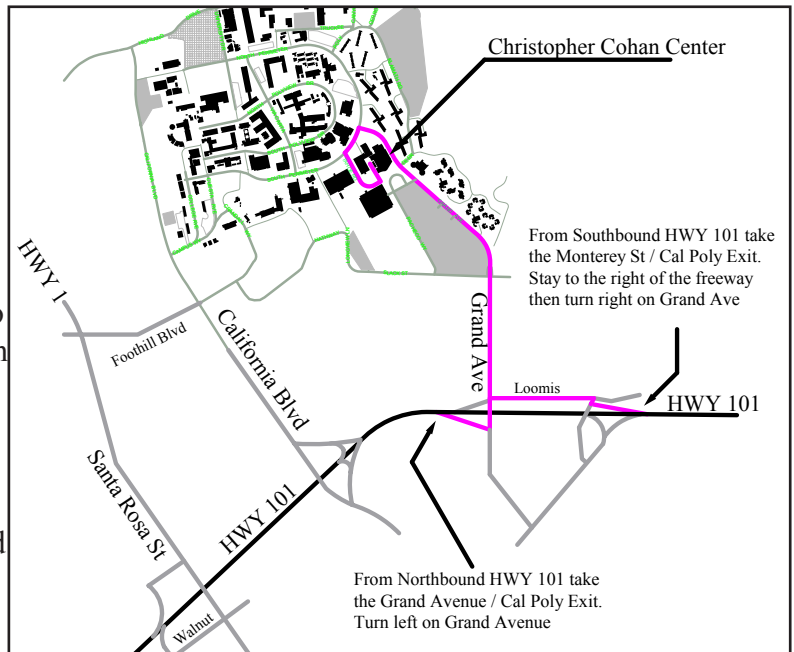 Christopher Cohan Center
From Southbound HWY 101 take
the Monterey St / Cal Poly Exit.
Stay to the right of the freeway
then turn right on Grand Ave
HWY 1
Foothill Blvd
California Blvd
Grand Ave
Loomis
HWY 101
Santa Rosa St
HWY 101
From Northbound HWY 101 take
the Grand Avenue / Cal Poly Exit.
Turn left on Grand Avenue
Walnut